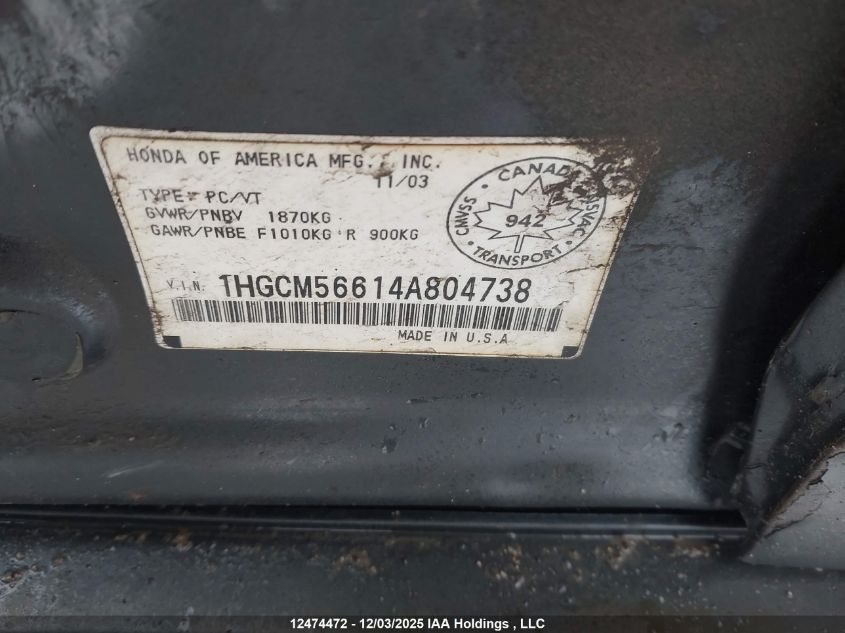 HONDA OF AMERICA MFG., INC.
11/03
TYPE: PC/VT
GVWR/PNBV 1870KG
GAWR/PNBE F1010KG R 900KG
CANADA
CMVSS 942 NSVAC
TRANSPORT
V.I.N. 1HGCM56614A804738
MADE IN U.S.A
12474472 - 12/03/2025 IAA Holdings , LLC